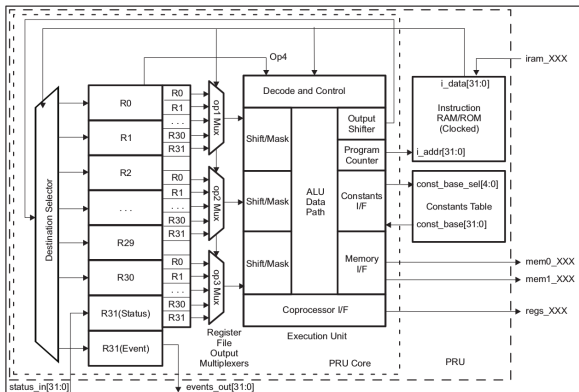 Op4
iram_XXX
Destination Selector
R0
R1
R2
. . .
R29
R30
R31(Status)
R31(Event)
R0
R1
. . .
R30
R31
R0
R1
. . .
R30
R31
R0
R1
. . .
R30
R31
op1 Mux
op2 Mux
op3 Mux
Register
File
Output
Multiplexers
Decode and Control
Shift/Mask
Shift/Mask
Shift/Mask
ALU
Data
Path
Output
Shifter
Program
Counter
Constants
I/F
Memory
I/F
Coprocessor I/F
Execution Unit
i_data[31:0]
Instruction
RAM/ROM
(Clocked)
i_addr[31:0]
const_base_sel[4:0]
Constants Table
const_base[31:0]
mem0_XXX
mem1_XXX
regs_XXX
PRU Core
PRU
status_in[31:0]
events_out[31:0]